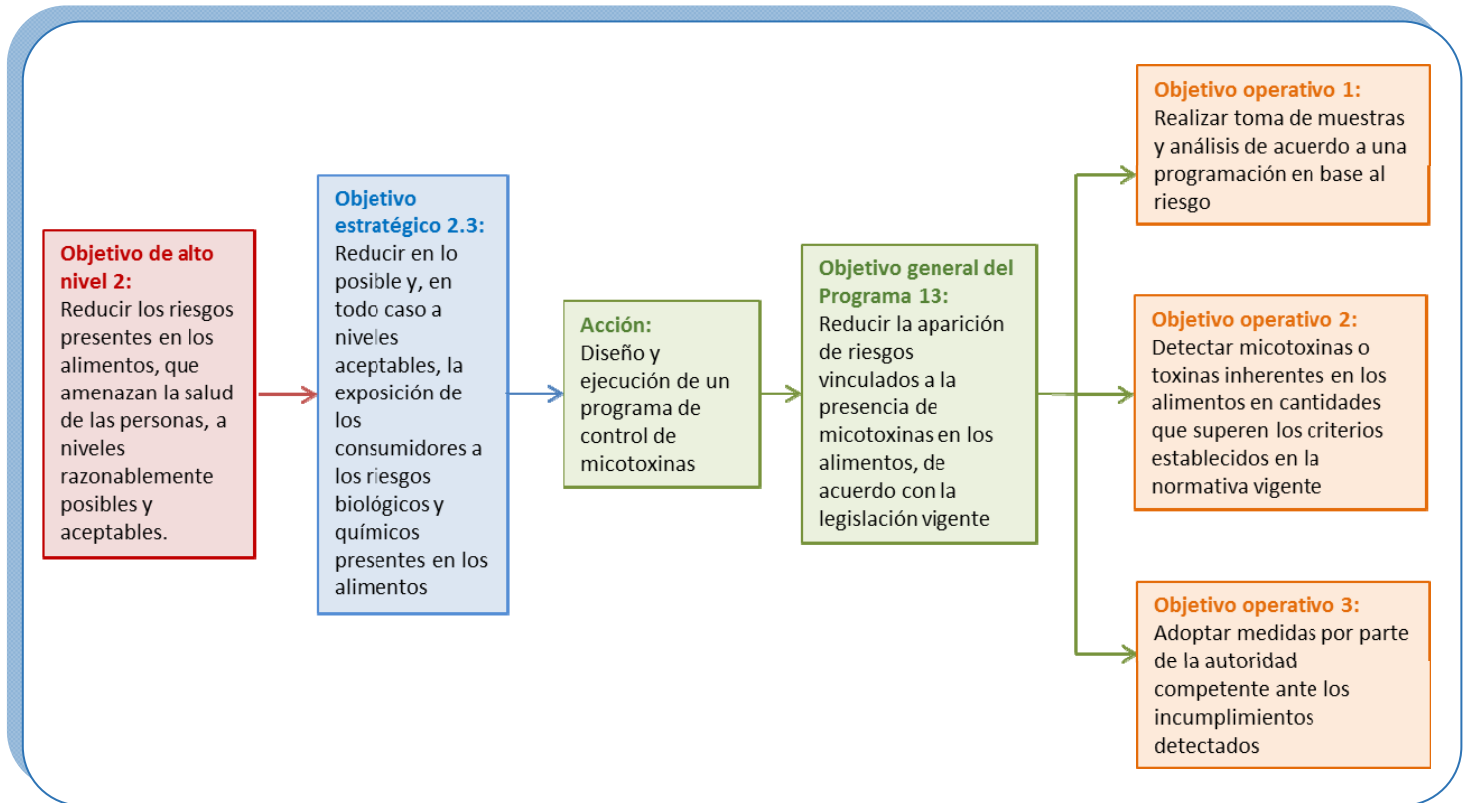 Objetivo de alto
nivel 2:
Reducir los riesgos
presentes en los
alimentos, que
amenazan la salud
de las personas, a
niveles
razonablemente
posibles y
aceptables.
Objetivo
estratégico 2.3:
Reducir en lo
posible y, en
todo caso a
niveles
aceptables, la
exposición de
los
consumidores a
los riesgos
biológicos y
químicos
presentes en los
alimentos
Acción:
Diseño y
ejecución de un
programa de
control de
micotoxinas
Objetivo general del
Programa 13:
Reducir la aparición
de riesgos
vinculados a la
presencia de
micotoxinas en los
alimentos, de
acuerdo con la
legislación vigente
Objetivo operativo 1:
Realizar toma de muestras
y análisis de acuerdo a una
programación en base al
riesgo
Objetivo operativo 2:
Detectar micotoxinas o
toxinas inherentes en los
alimentos en cantidades
que superen los criterios
establecidos en la
normativa vigente
Objetivo operativo 3:
Adoptar medidas por parte
de la autoridad
competente ante los
incumplimientos
detectados